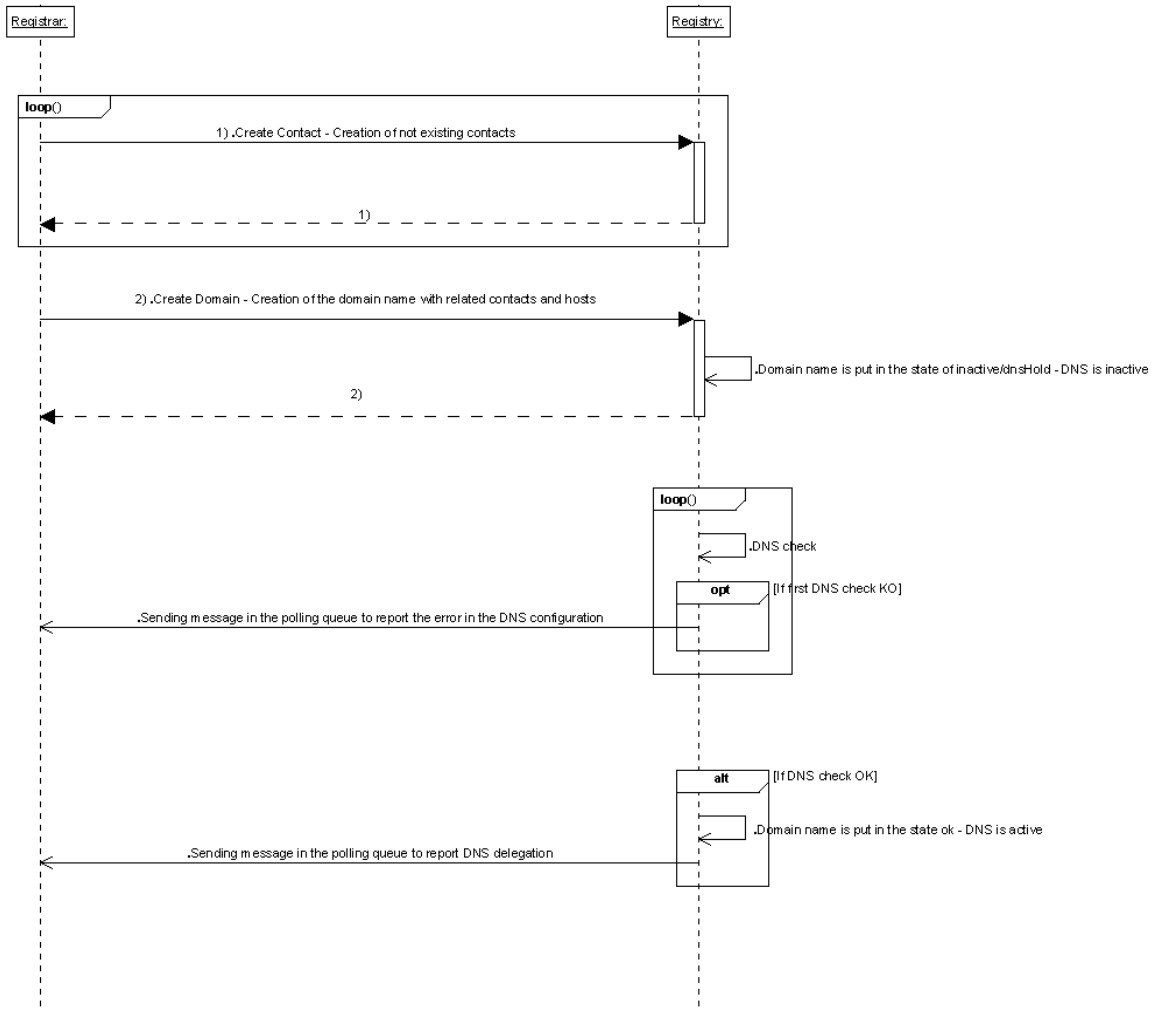 Registrar:
Registry:
loop()
1) .Create Contact - Creation of not existing contacts
1)
2) .Create Domain - Creation of the domain name with related contacts and hosts
.Domain name is put in the state of inactive/dnsHold - DNS is inactive
2)
loop()
.DNS check
opt
[If first DNS check KO]
.Sending message in the polling queue to report the error in the DNS configuration
alt
[If DNS check OK]
.Domain name is put in the state ok - DNS is active
.Sending message in the polling queue to report DNS delegation